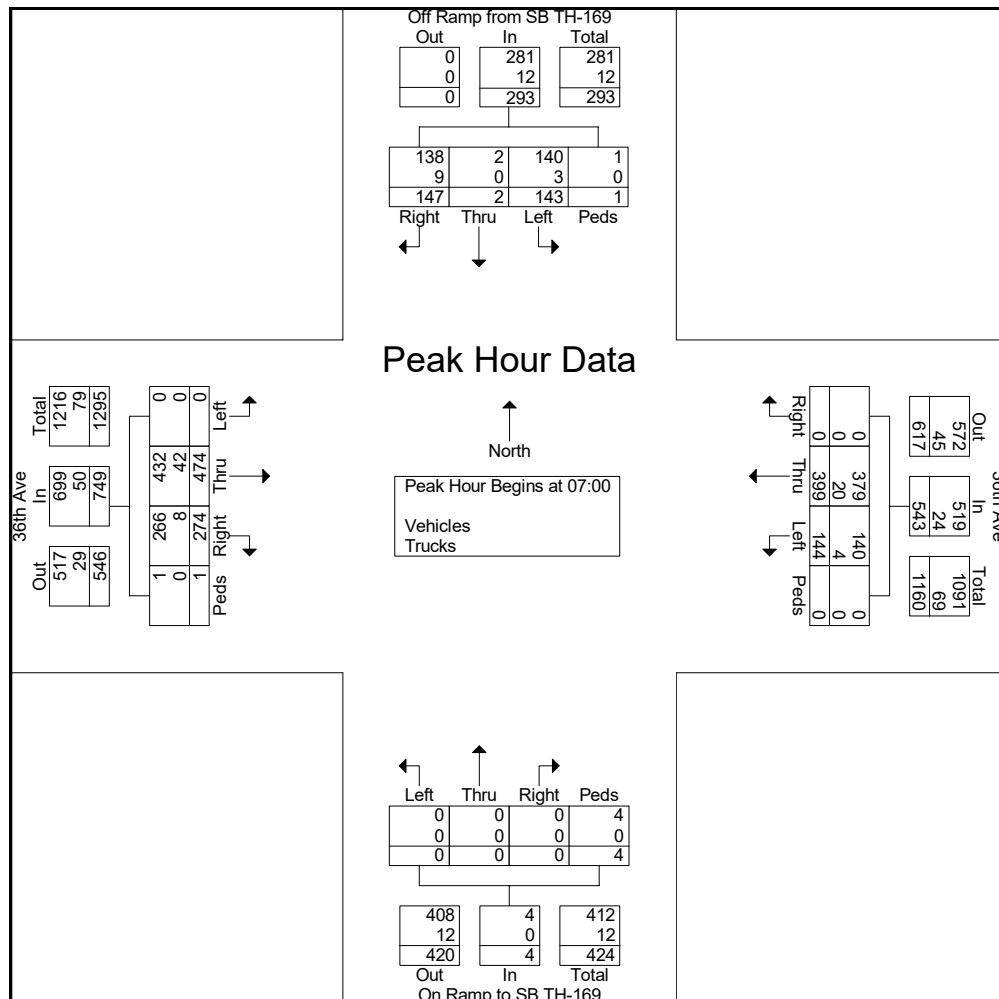 Off Ramp from SB TH-169
Out In Total
0 281 281
0 12 12
0 293 293
138 2 140 1
9 0 3 0
147 2 143 1
Right Thru Left Peds
Peak Hour Data
North
Peak Hour Begins at 07:00
Vehicles
Trucks
36th Ave
Out In Total
517 699 1216
29 50 79
546 749 1295
1 266 432 0
0 8 42 0
1 274 474 0
Peds Right Thru Left
36th Ave
Out In Total
572 519 1091
45 24 69
617 543 1160
0 379 140 0
0 20 4 0
0 399 144 0
Right Thru Left Peds
Left Thru Right Peds
0 0 0 4
0 0 0 0
0 0 0 4
408 4 412
12 0 12
420 4 424
Out In Total
On Ramp to SB TH-169